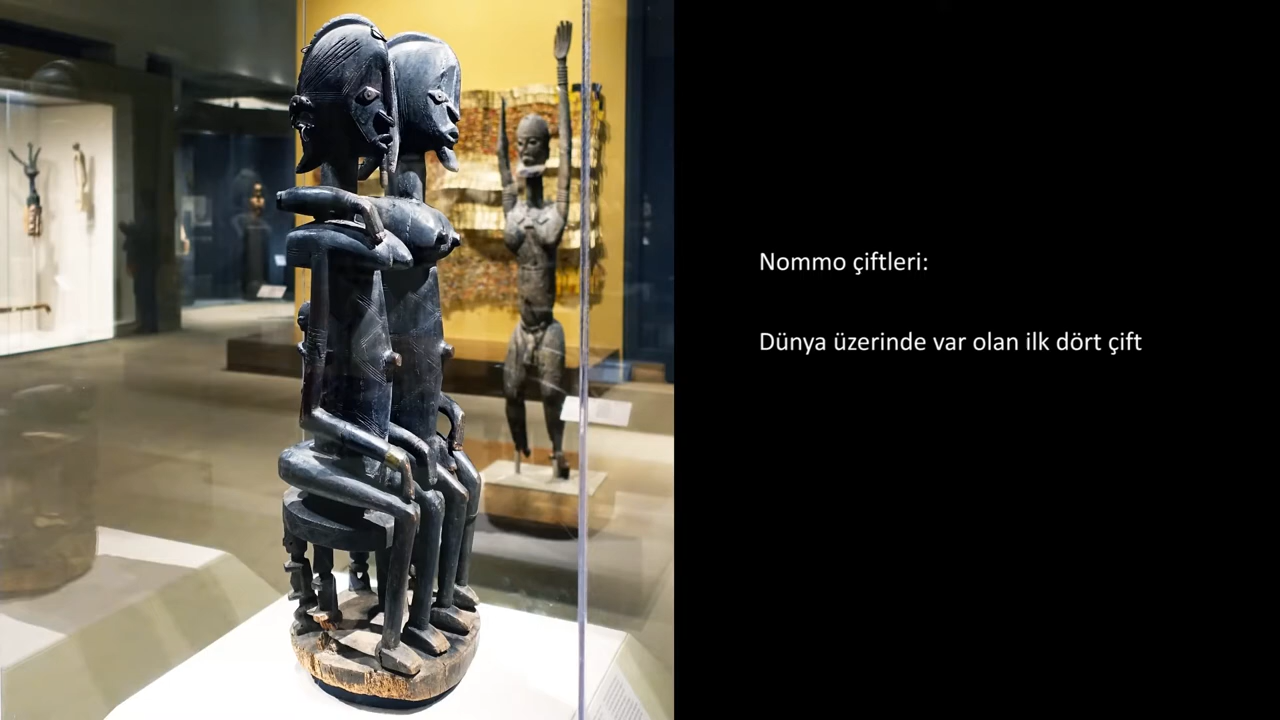 Nommo çiftleri:
Dünya üzerinde var olan ilk dört çift